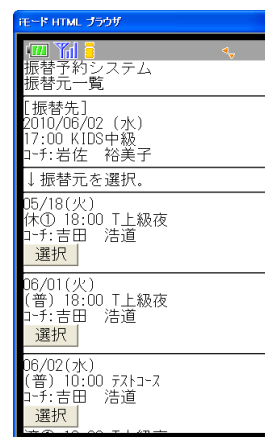 iモード HTML ブラウザ
振替予約システム
振替元一覧
[振替先]
2010/06/02 (水)
17:00 KIDS中級
ｺｰﾁ:岩佐　裕美子
↓振替元を選択。
05/18(火)
休① 18:00 T上級夜
ｺｰﾁ:吉田　浩道
選択
06/01(火)
(普) 18:00 T上級夜
ｺｰﾁ:吉田　浩道
選択
06/02(水)
(普) 10:00 ﾃｽﾄｺｰｽ
ｺｰﾁ:吉田　浩道
選択